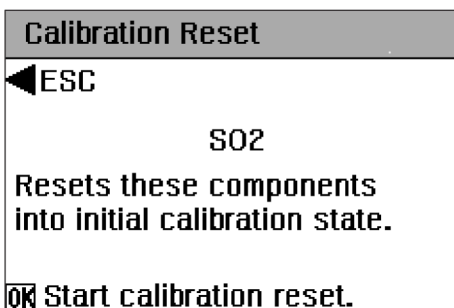 Calibration Reset
ESC
SO2
Resets these components
into initial calibration state.
OK Start calibration reset.